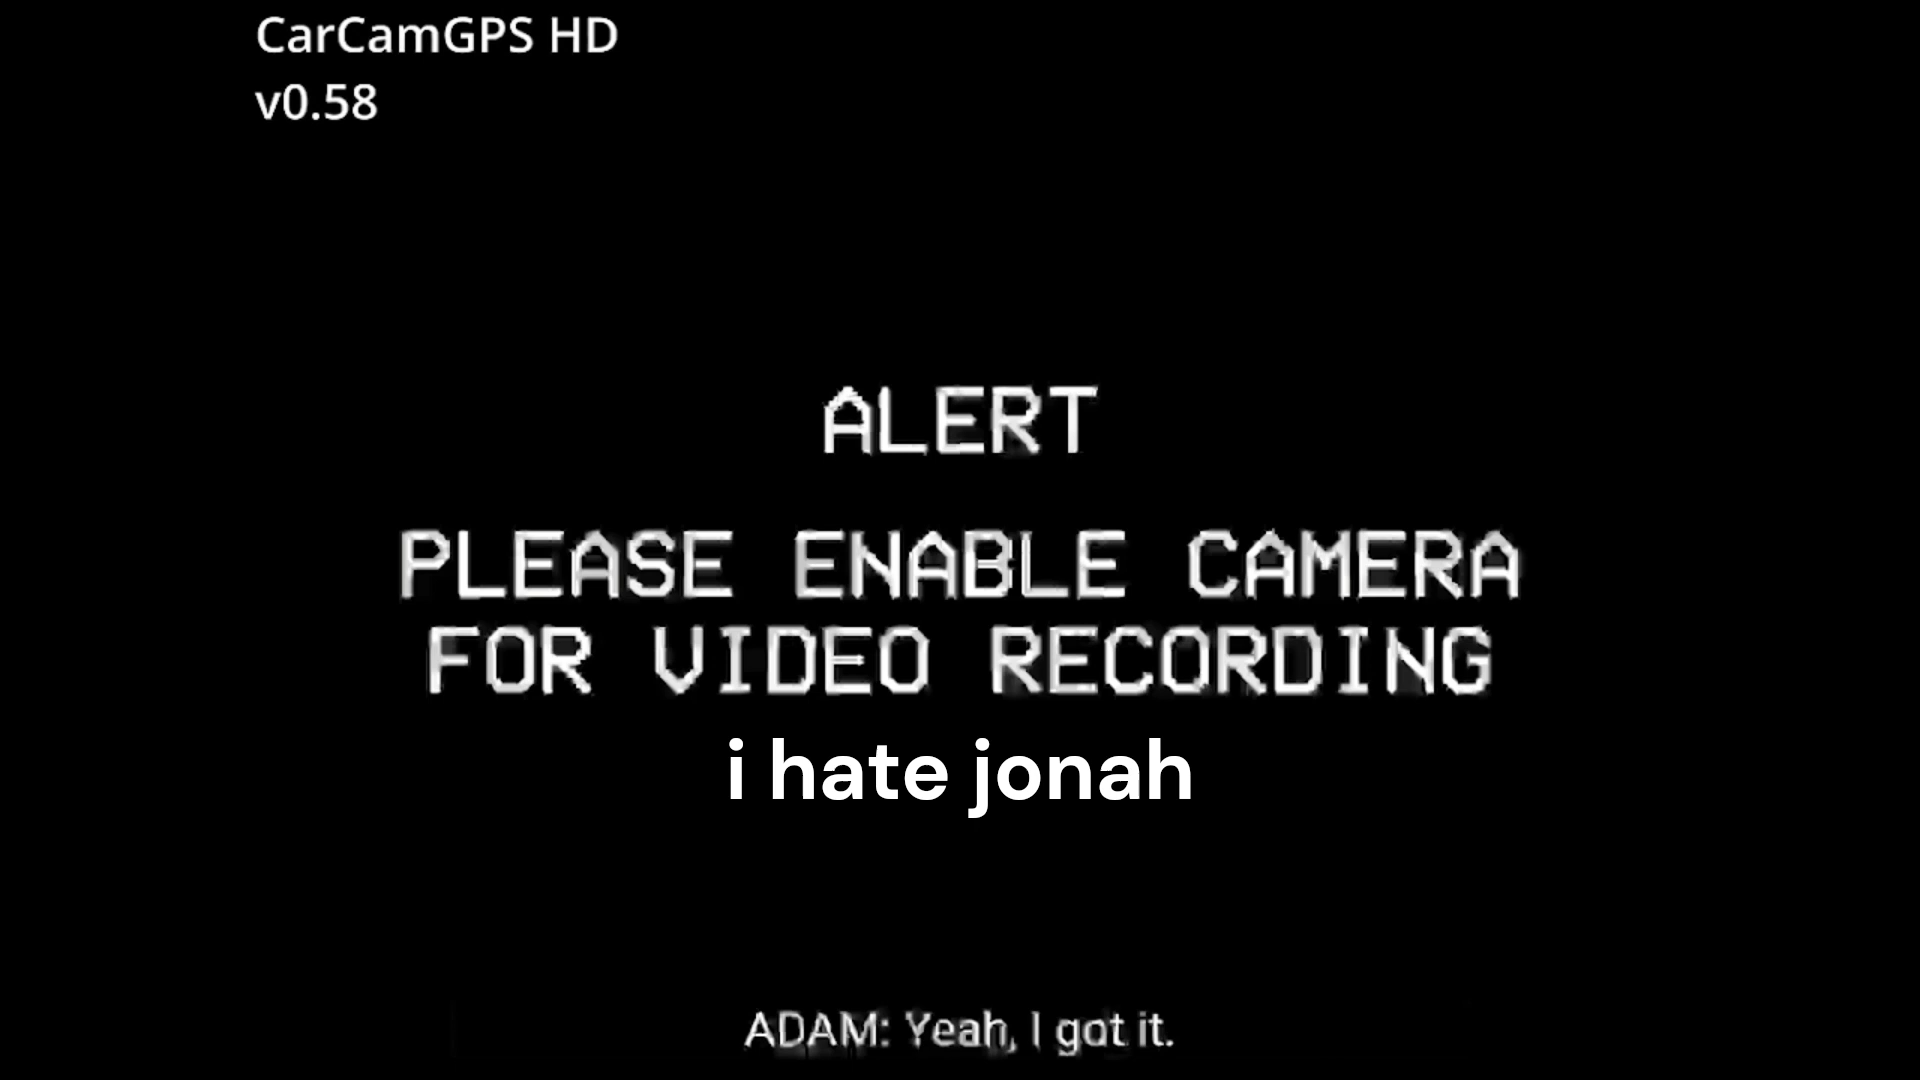 CarCamGPS HD
v0.58
ALERT
PLEASE ENABLE CAMERA
FOR VIDEO RECORDING
i hate jonah
ADAM: Yeah, I got it.